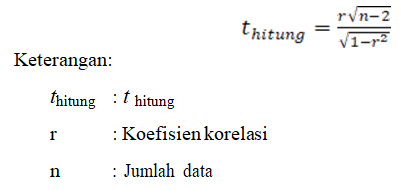 t_hitung = r√n−2 / √1−r²
Keterangan:
t_hitung : t hitung
r : Koefisien korelasi
n : Jumlah data